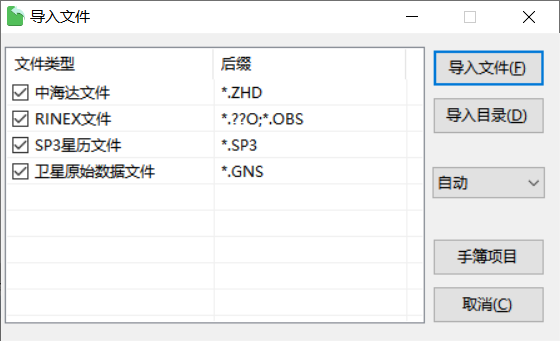 导入文件
文件类型 后缀
中海达文件 *.ZHD
RINEX文件 *.??O;*.OBS
SP3星历文件 *.SP3
卫星原始数据文件 *.GNS
导入文件(F)
导入目录(D)
自动
手簿项目
取消(C)